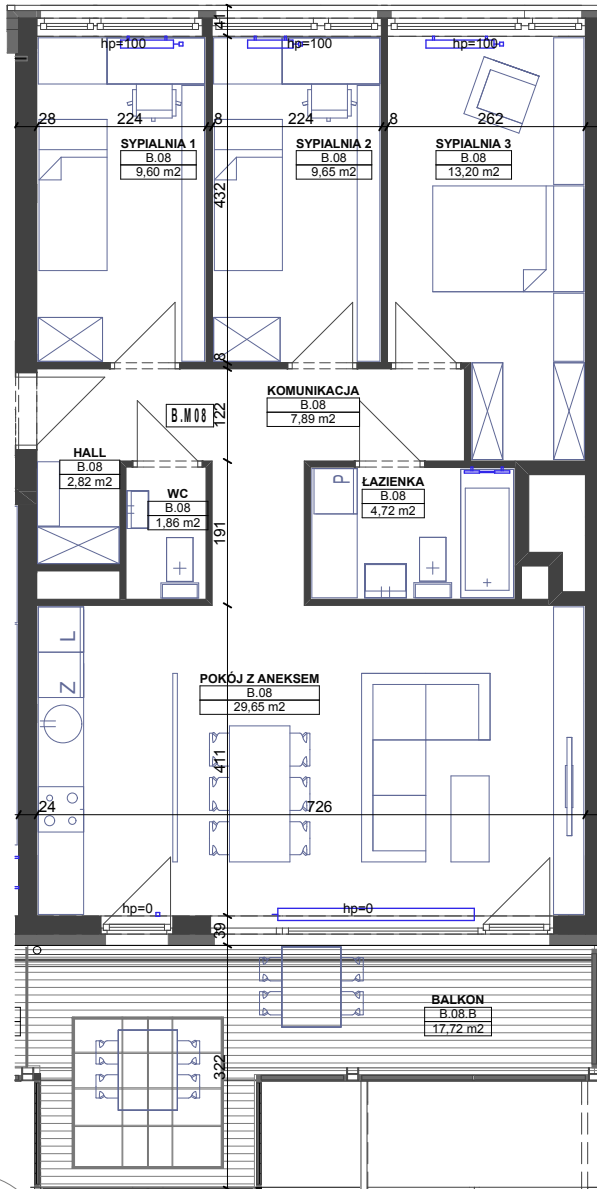 41
hp=100
hp=100
hp=100
28
224
8
224
8
262
SYPIALNIA 1
B.08
9,60 m2
SYPIALNIA 2
B.08
9,65 m2
SYPIALNIA 3
B.08
13,20 m2
432
8
KOMUNIKACJA
B.08
7,89 m2
B.M08
122
HALL
B.08
2,82 m2
WC
B.08
1,86 m2
ŁAZIENKA
B.08
4,72 m2
P
191
L
Z
POKÓJ Z ANEKSEM
B.08
29,65 m2
411
24
726
hp=0
hp=0
39
BALKON
B.08.B
17,72 m2
322